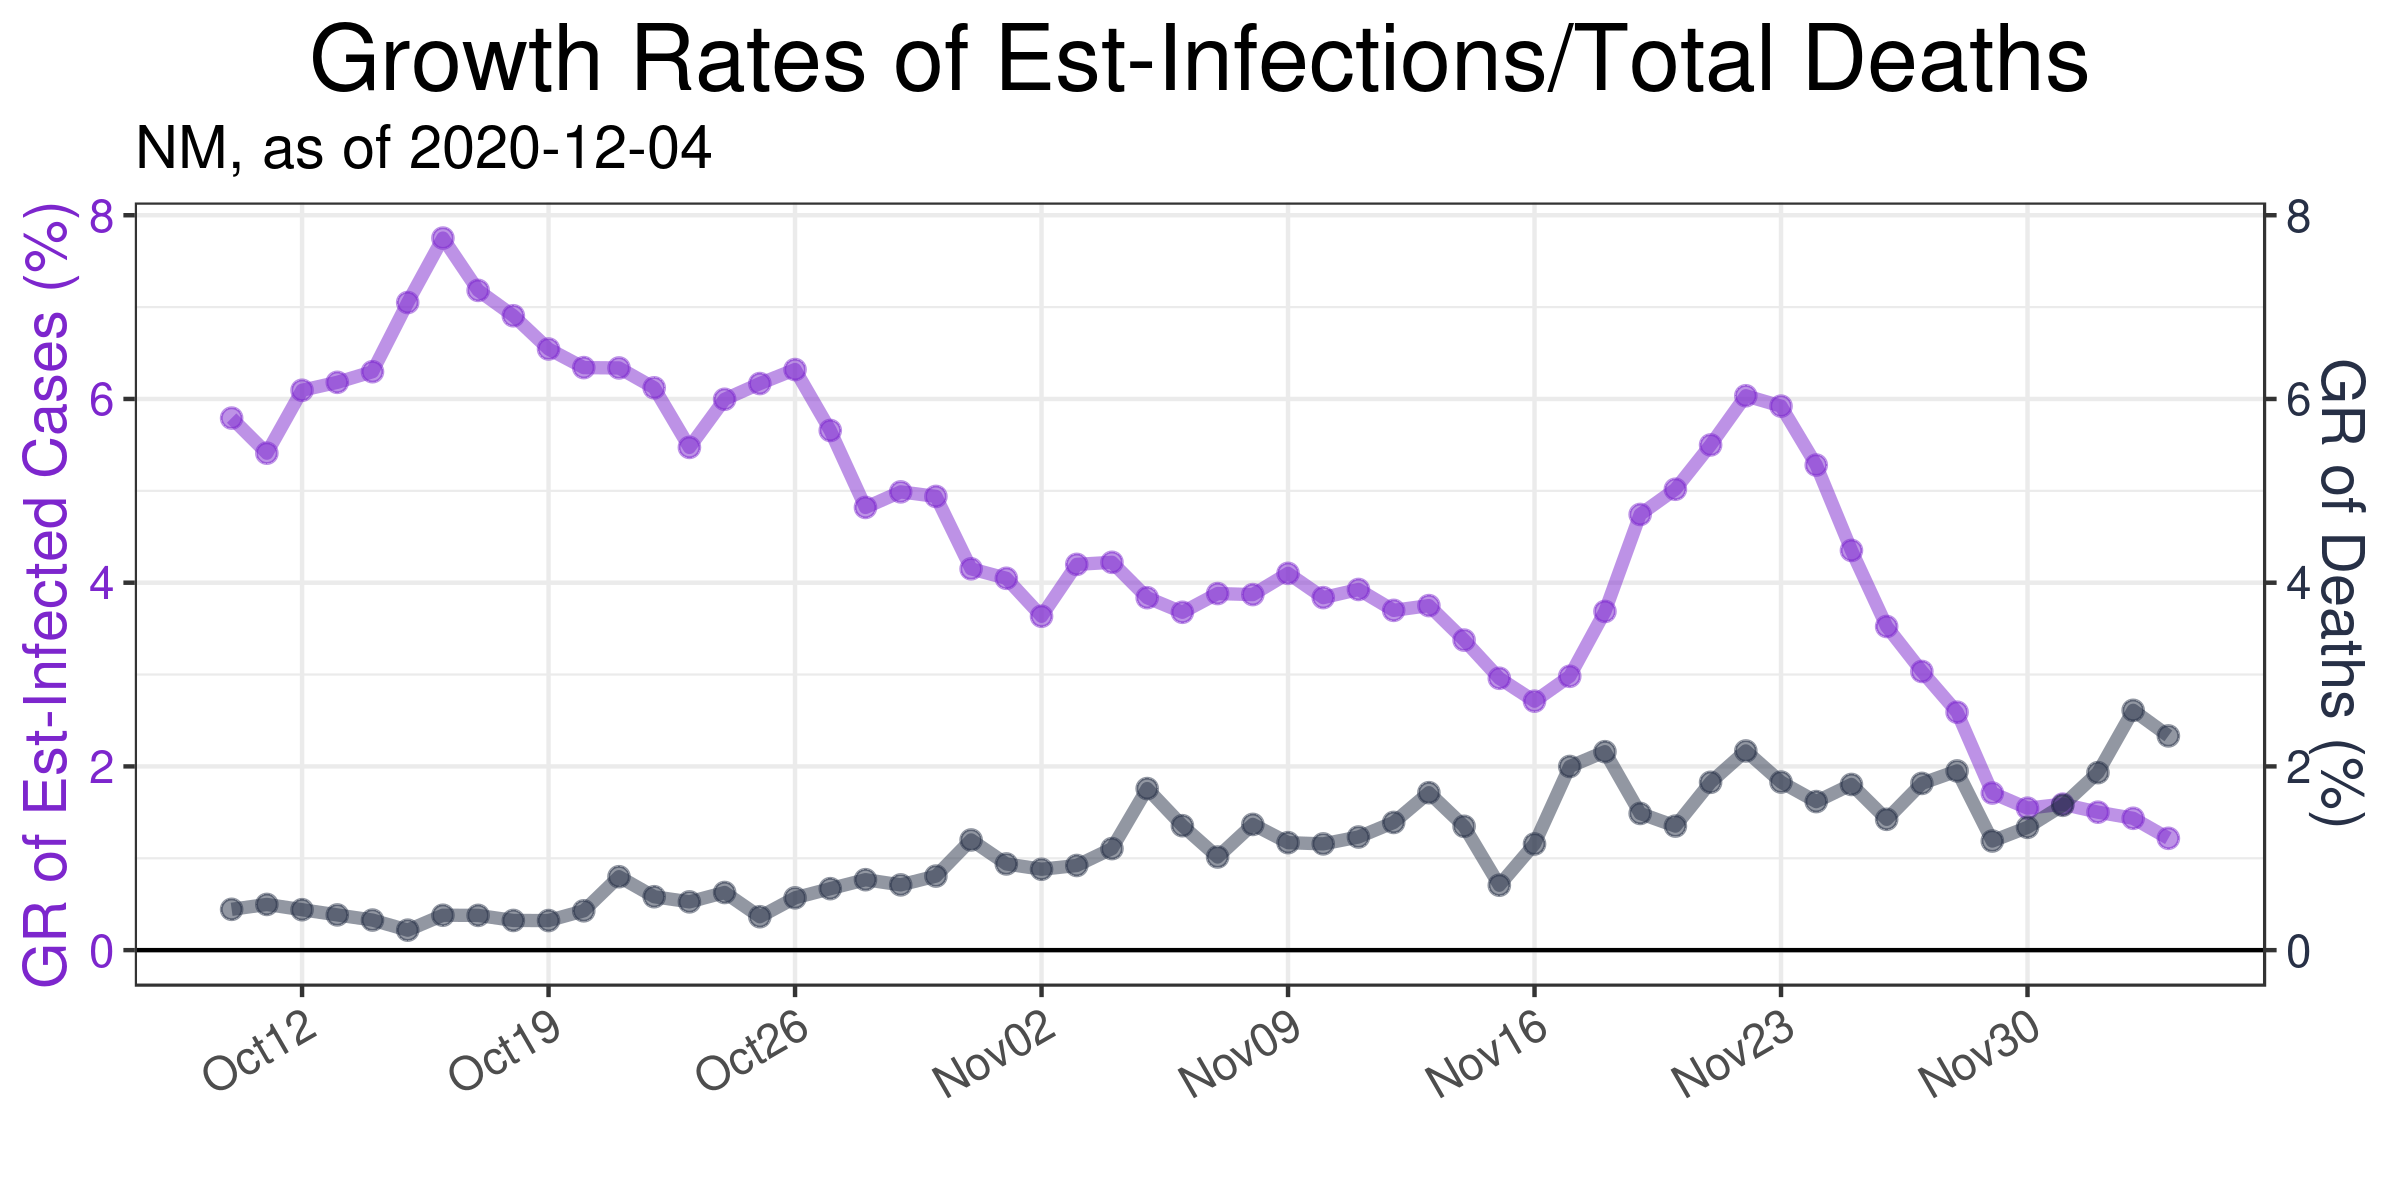 Growth Rates of Est-Infections/Total Deaths
NM, as of 2020-12-04
GR of Est-Infected Cases (%)
8
6
4
2
0
8
6
4
2
0
GR of Deaths (%)
Oct12
Oct19
Oct26
Nov02
Nov09
Nov16
Nov23
Nov30